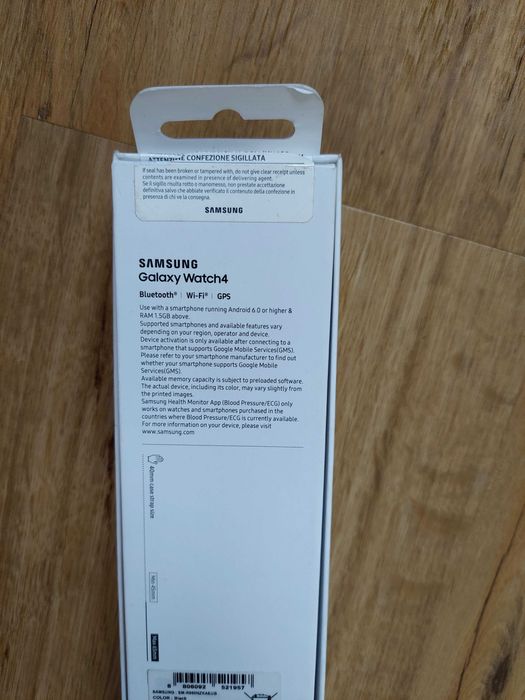 ATTENZIONE CONFEZIONE SIGILLATA
If seal has been broken or tampered with, do not give clear receipt unless
contents are examined in presence of delivering agent.
Se il sigillo risulta rotto o manomesso, non prestate accettazione
definitiva salvo che abbiate verificato il contenuto della confezione in
presenza di chi ve la consegna.
SAMSUNG
SAMSUNG
Galaxy Watch4
Bluetooth® | Wi-Fi® | GPS
Use with a smartphone running Android 6.0 or higher &
RAM 1.5GB above.
Supported smartphones and available features vary
depending on your region, operator and device.
Device activation is only available after connecting to a
smartphone that supports Google Mobile Services(GMS).
Please refer to your smartphone manufacturer to find out
whether your smartphone supports Google Mobile
Services(GMS).
Available memory capacity is subject to preloaded software.
The actual device, including its color, may vary slightly from
the printed images.
Samsung Health Monitor App (Blood Pressure/ECG) only
works on watches and smartphones purchased in the
countries where Blood Pressure/ECG is currently available.
For more information on your device, please visit
www.samsung.com
40mm case strap size
8 806092 521957
COLOR : Black